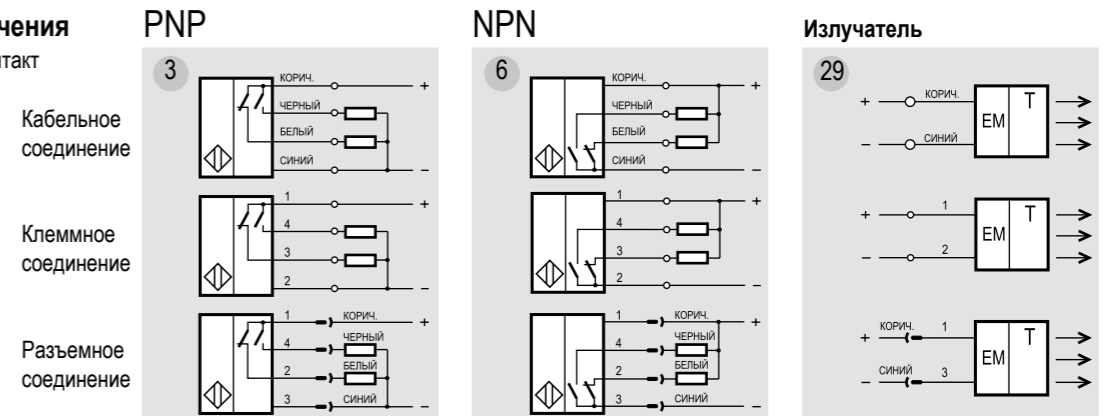 чения PNP NPN Излучатель
нтакт
3 6 29
Кабельное
соединение
КОРИЧ. +
ЧЕРНЫЙ
БЕЛЫЙ
СИНИЙ –
КОРИЧ. +
ЧЕРНЫЙ
БЕЛЫЙ
СИНИЙ –
+ КОРИЧ. EM T
– СИНИЙ
Клеммное
соединение
1 +
4
3
2 –
1 +
4
3
2 –
+ 1 EM T
– 2
Разъемное
соединение
1 КОРИЧ. +
4 ЧЕРНЫЙ
2 БЕЛЫЙ
3 СИНИЙ –
1 КОРИЧ. +
4 ЧЕРНЫЙ
2 БЕЛЫЙ
3 СИНИЙ –
+ КОРИЧ. 1 EM T
– СИНИЙ 3